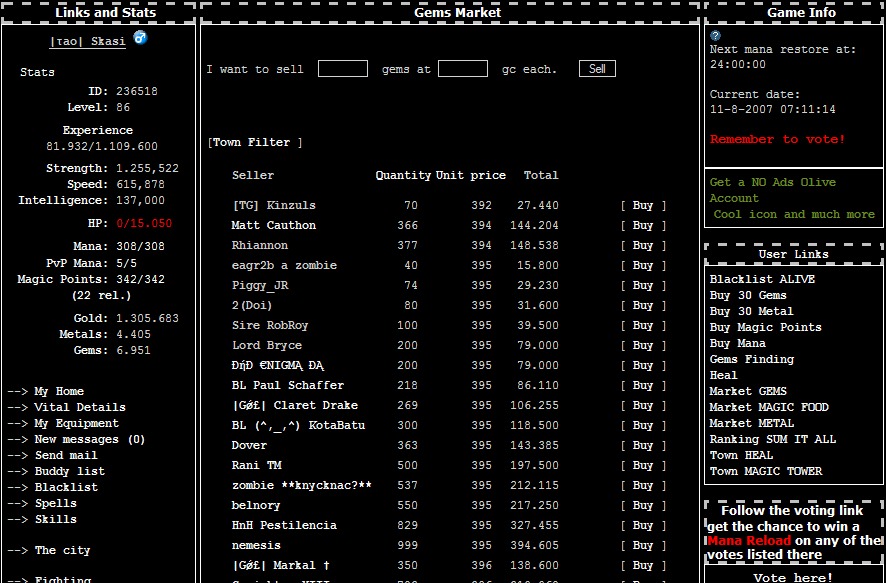 Links and Stats
|τao| Skasi
Stats
ID: 236518
Level: 86
Experience
81.932/1.109.600
Strength: 1.255,522
Speed: 615,878
Intelligence: 137,000
HP: 0/15.050
Mana: 308/308
PvP Mana: 5/5
Magic Points: 342/342
(22 rel.)
Gold: 1.305.683
Metals: 4.405
Gems: 6.951
--> My Home
--> Vital Details
--> My Equipment
--> New messages (0)
--> Send mail
--> Buddy list
--> Blacklist
--> Spells
--> Skills
--> The city
--> Fighting
Gems Market
I want to sell gems at gc each. Sell
[Town Filter ]
Seller Quantity Unit price Total
[TG] Kinzuls 70 392 27.440 [ Buy ]
Matt Cauthon 366 394 144.204 [ Buy ]
Rhiannon 377 394 148.538 [ Buy ]
eagr2b a zombie 40 395 15.800 [ Buy ]
Piggy_JR 74 395 29.230 [ Buy ]
2(Doi) 80 395 31.600 [ Buy ]
Sire RobRoy 100 395 39.500 [ Buy ]
Lord Bryce 200 395 79.000 [ Buy ]
ÐήÐ €NIGMĄ ÐĄ 200 395 79.000 [ Buy ]
BL Paul Schaffer 218 395 86.110 [ Buy ]
|Gǿ£| Claret Drake 269 395 106.255 [ Buy ]
BL (^,_,^) KotaBatu 300 395 118.500 [ Buy ]
Dover 363 395 143.385 [ Buy ]
Rani TM 500 395 197.500 [ Buy ]
zombie **knycknac?** 537 395 212.115 [ Buy ]
belnory 550 395 217.250 [ Buy ]
HnH Pestilencia 829 395 327.455 [ Buy ]
nemesis 999 395 394.605 [ Buy ]
|Gǿ£| Markal † 350 396 138.600 [ Buy ]
Game Info
?
Next mana restore at:
24:00:00
Current date:
11-8-2007 07:11:14
Remember to vote!
Get a NO Ads Olive
Account
Cool icon and much more
User Links
Blacklist ALIVE
Buy 30 Gems
Buy 30 Metal
Buy Magic Points
Buy Mana
Gems Finding
Heal
Market GEMS
Market MAGIC FOOD
Market METAL
Ranking SUM IT ALL
Town HEAL
Town MAGIC TOWER
Follow the voting link
get the chance to win a
Mana Reload on any of the
votes listed there
Vote here!